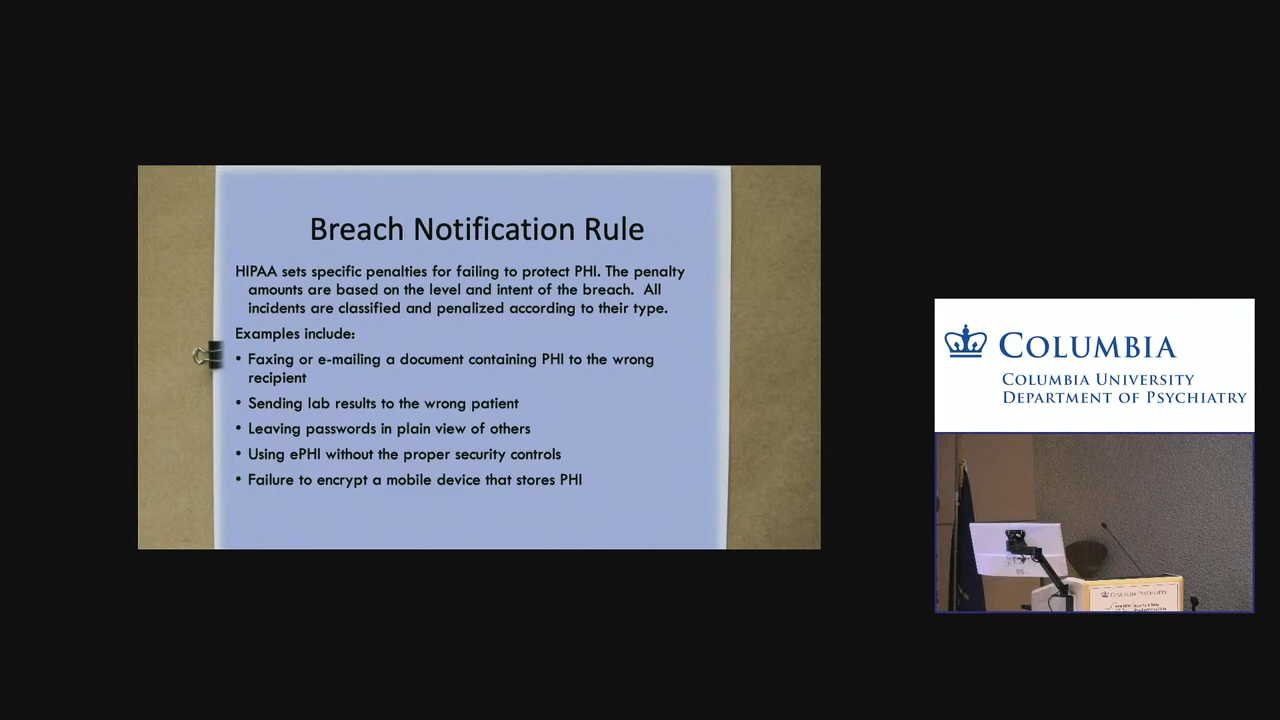 Breach Notification Rule
HIPAA sets specific penalties for failing to protect PHI. The penalty
amounts are based on the level and intent of the breach. All
incidents are classified and penalized according to their type.
Examples include:
• Faxing or e-mailing a document containing PHI to the wrong
recipient
• Sending lab results to the wrong patient
• Leaving passwords in plain view of others
• Using ePHI without the proper security controls
• Failure to encrypt a mobile device that stores PHI
COLUMBIA
COLUMBIA UNIVERSITY
DEPARTMENT OF PSYCHIATRY
COLUMBIA PSYCHIATRY